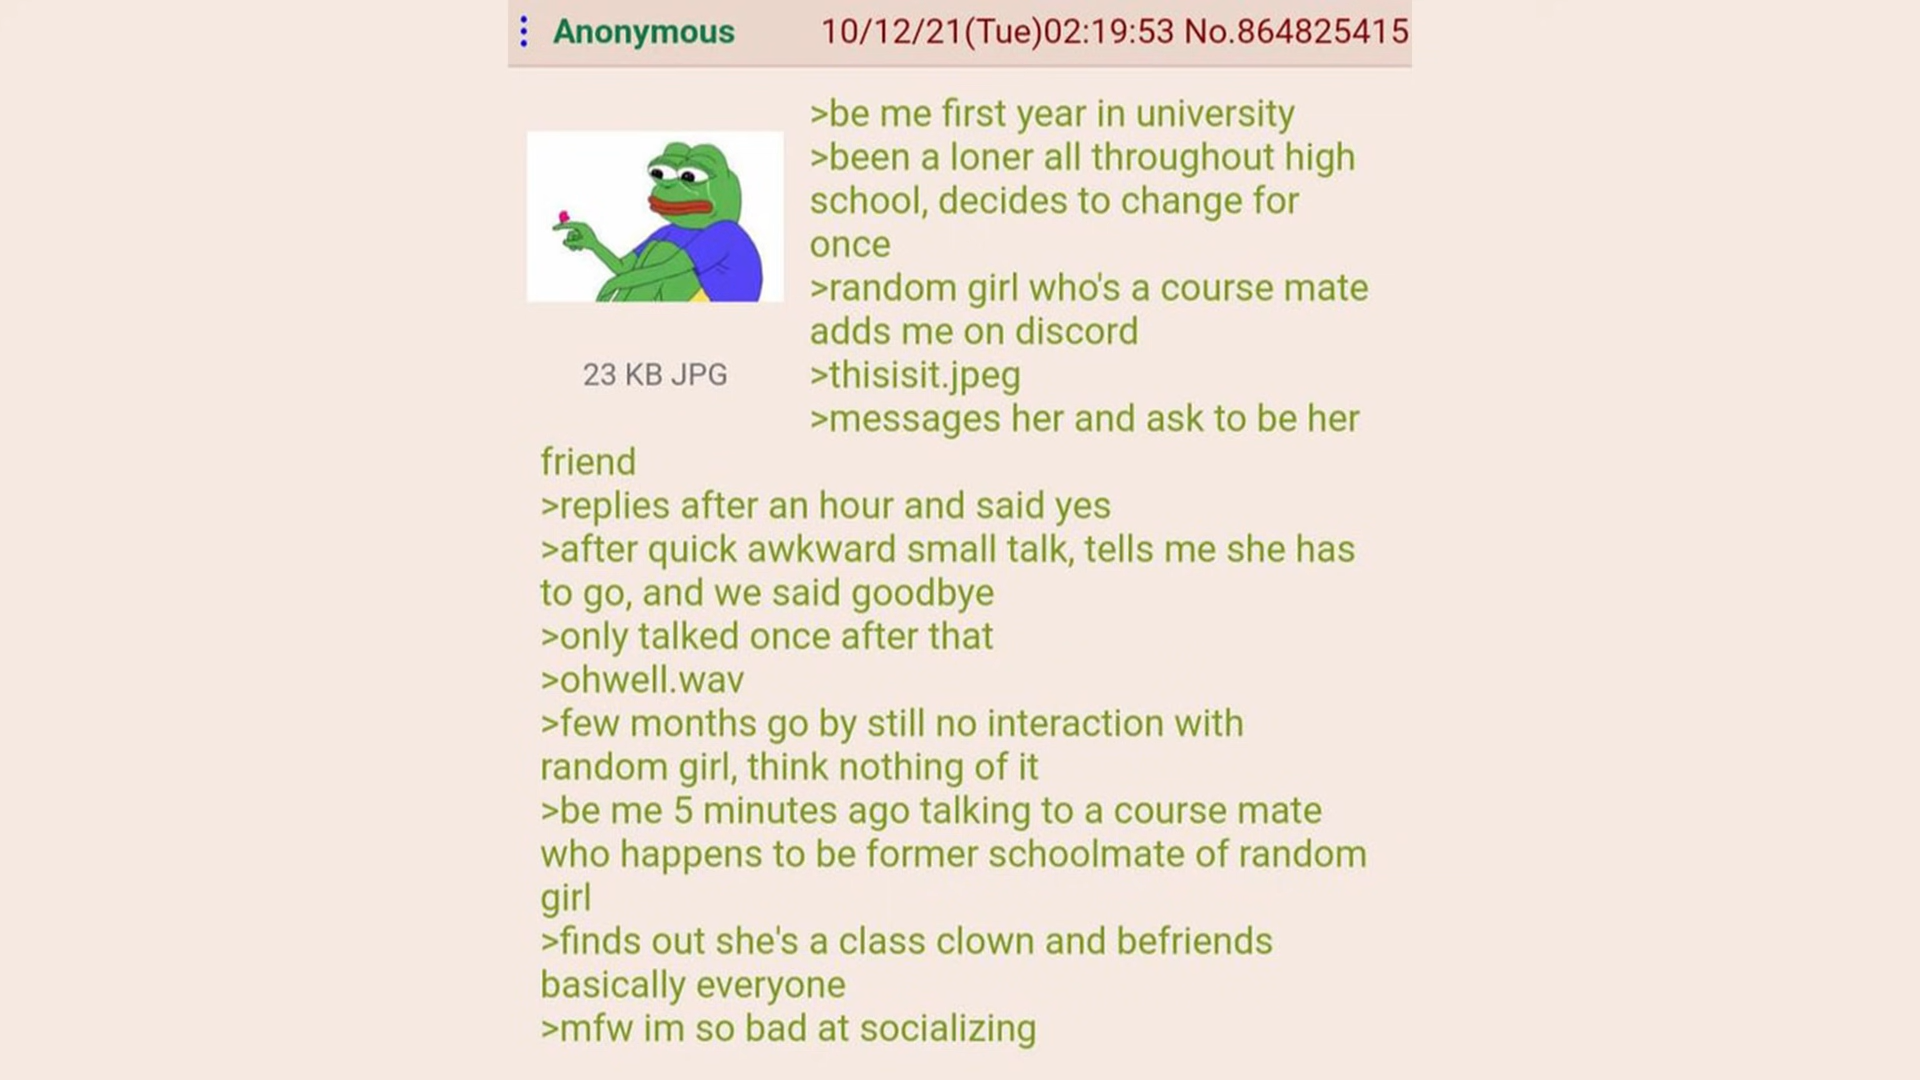 Anonymous 10/12/21(Tue)02:19:53 No.864825415
>be me first year in university
>been a loner all throughout high
school, decides to change for
once
>random girl who's a course mate
adds me on discord
>thisisit.jpeg
>messages her and ask to be her
23 KB JPG
friend
>replies after an hour and said yes
>after quick awkward small talk, tells me she has
to go, and we said goodbye
>only talked once after that
>ohwell.wav
>few months go by still no interaction with
random girl, think nothing of it
>be me 5 minutes ago talking to a course mate
who happens to be former schoolmate of random
girl
>finds out she's a class clown and befriends
basically everyone
>mfw im so bad at socializing